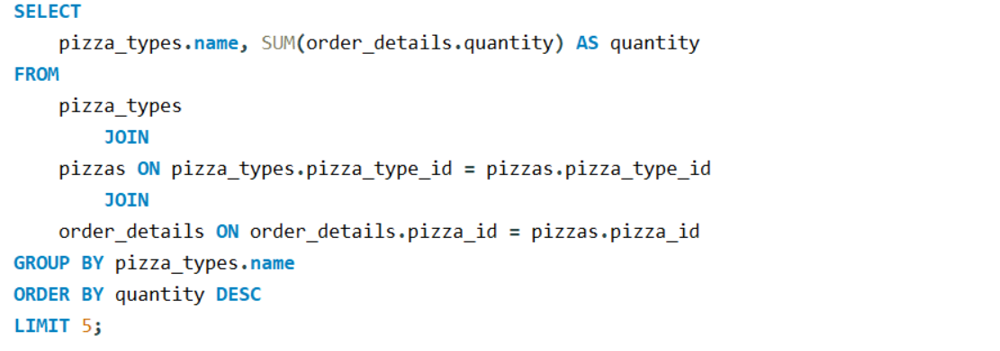 SELECT
    pizza_types.name, SUM(order_details.quantity) AS quantity
FROM
    pizza_types
        JOIN
    pizzas ON pizza_types.pizza_type_id = pizzas.pizza_type_id
        JOIN
    order_details ON order_details.pizza_id = pizzas.pizza_id
GROUP BY pizza_types.name
ORDER BY quantity DESC
LIMIT 5;